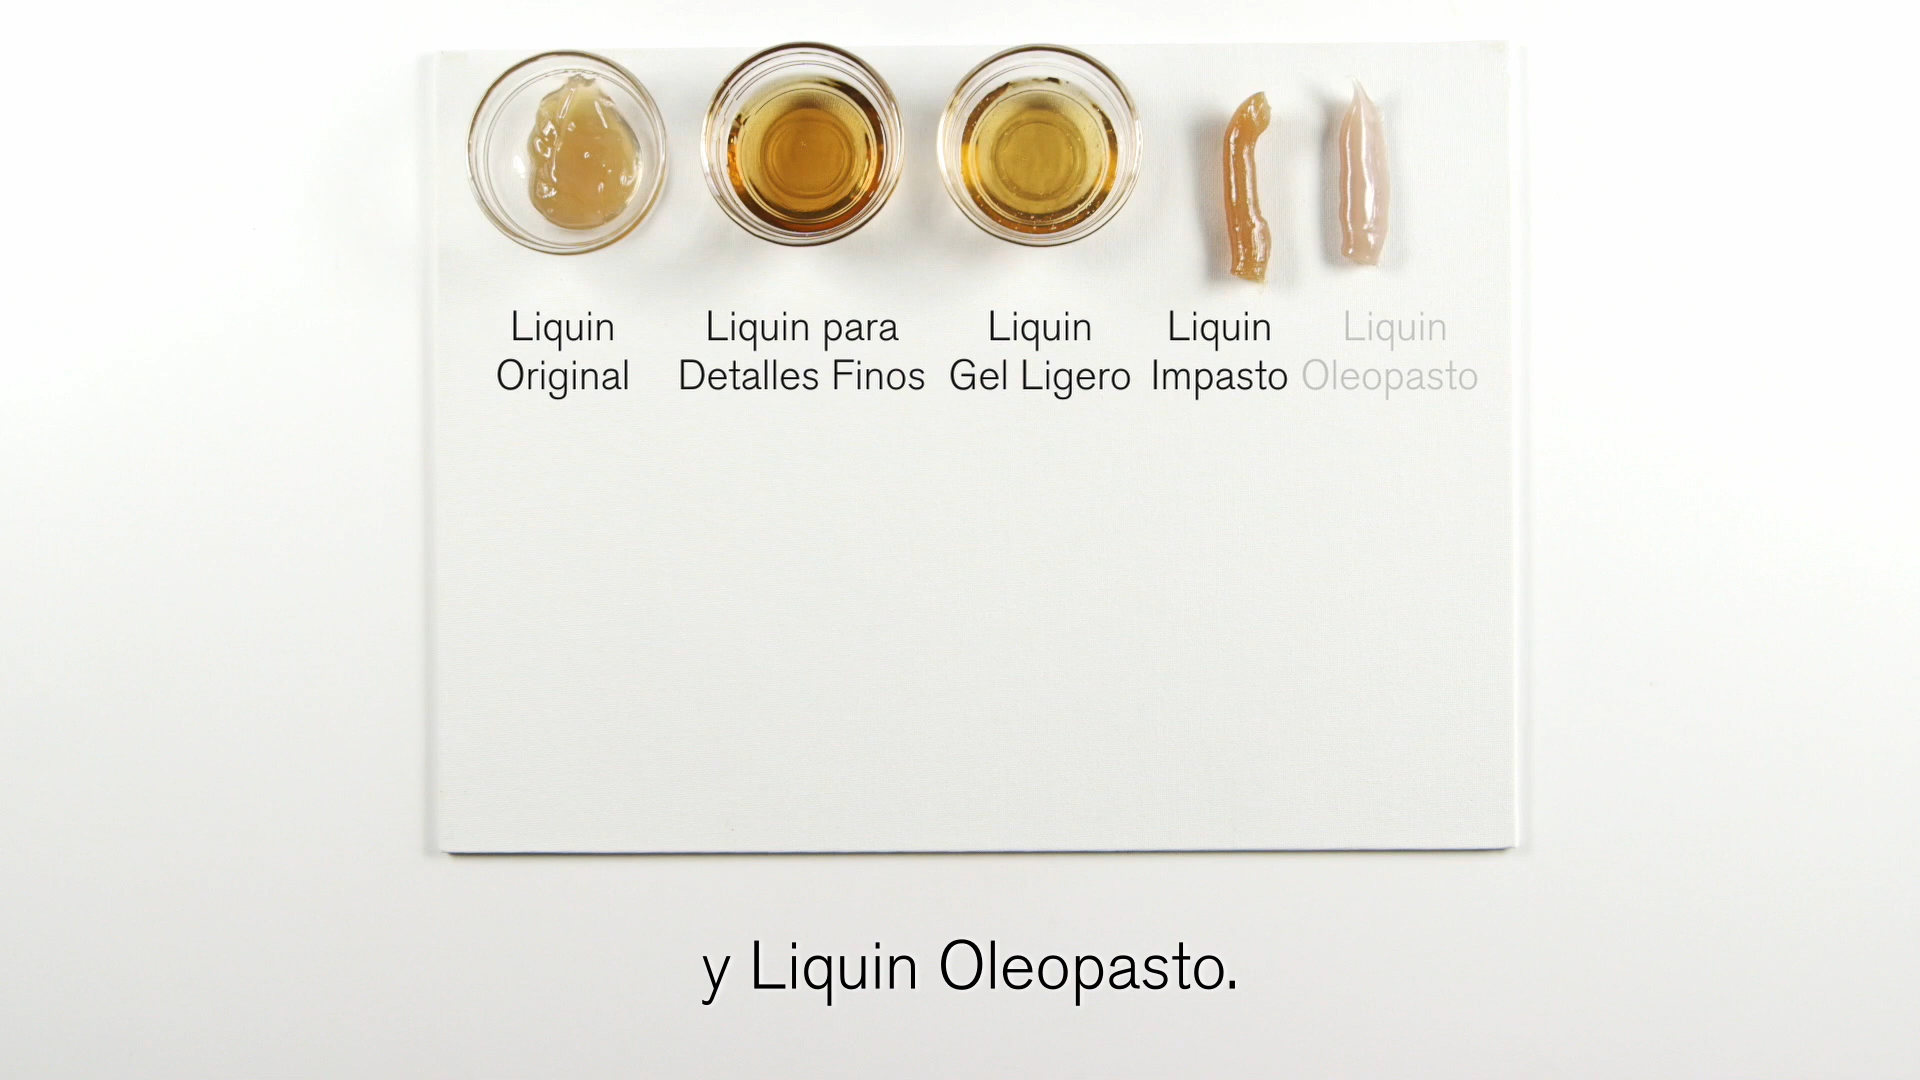 Liquin
Original
Liquin para
Detalles Finos
Liquin
Gel Ligero
Liquin
Impasto
Liquin
Oleopasto
y Liquin Oleopasto.